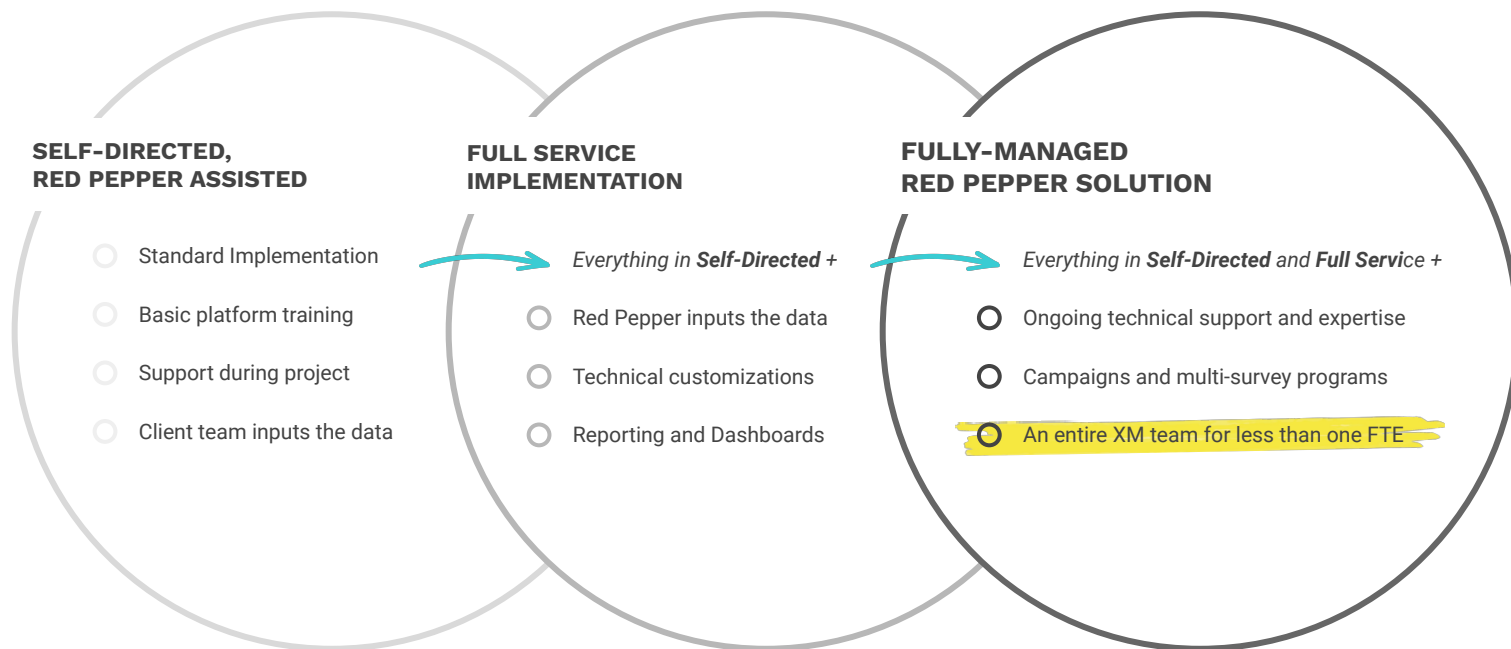 SELF-DIRECTED,
RED PEPPER ASSISTED
Standard Implementation
Basic platform training
Support during project
Client team inputs the data
FULL SERVICE
IMPLEMENTATION
Everything in Self-Directed +
Red Pepper inputs the data
Technical customizations
Reporting and Dashboards
FULLY-MANAGED
RED PEPPER SOLUTION
Everything in Self-Directed and Full Service +
Ongoing technical support and expertise
Campaigns and multi-survey programs
An entire XM team for less than one FTE